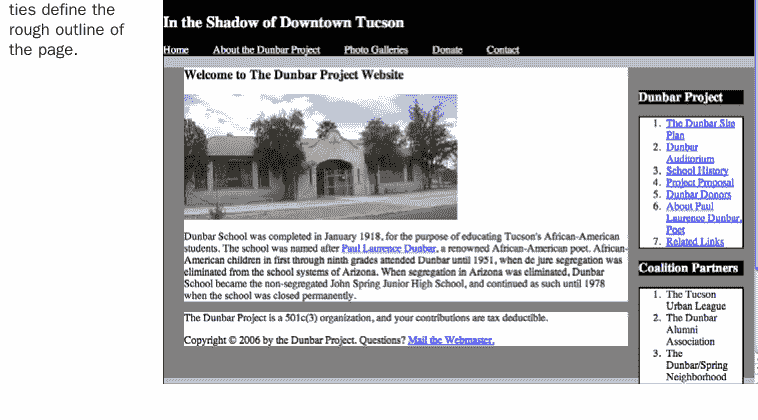 ties define the
rough outline of
the page.
In the Shadow of Downtown Tucson
Home About the Dunbar Project Photo Galleries Donate Contact
Welcome to The Dunbar Project Website
Dunbar School was completed in January 1918, for the purpose of educating Tucson's African-American
students. The school was named after Paul Laurence Dunbar, a renowned African-American poet. African-
American children in first through ninth grades attended Dunbar until 1951, when de jure segregation was
eliminated from the school systems of Arizona. When segregation in Arizona was eliminated, Dunbar
School became the non-segregated John Spring Junior High School, and continued as such until 1978
when the school was closed permanently.
The Dunbar Project is a 501c(3) organization, and your contributions are tax deductible.
Copyright © 2006 by the Dunbar Project. Questions? Mail the Webmaster.
Dunbar Project
1. The Dunbar Site
Plan
2. Dunbar
Auditorium
3. School History
4. Project Proposal
5. Dunbar Donors
6. About Paul
Laurence Dunbar,
Poet
7. Related Links
Coalition Partners
1. The Tucson
Urban League
2. The Dunbar
Alumni
Association
3. The
Dunbar/Spring
Neighborhood